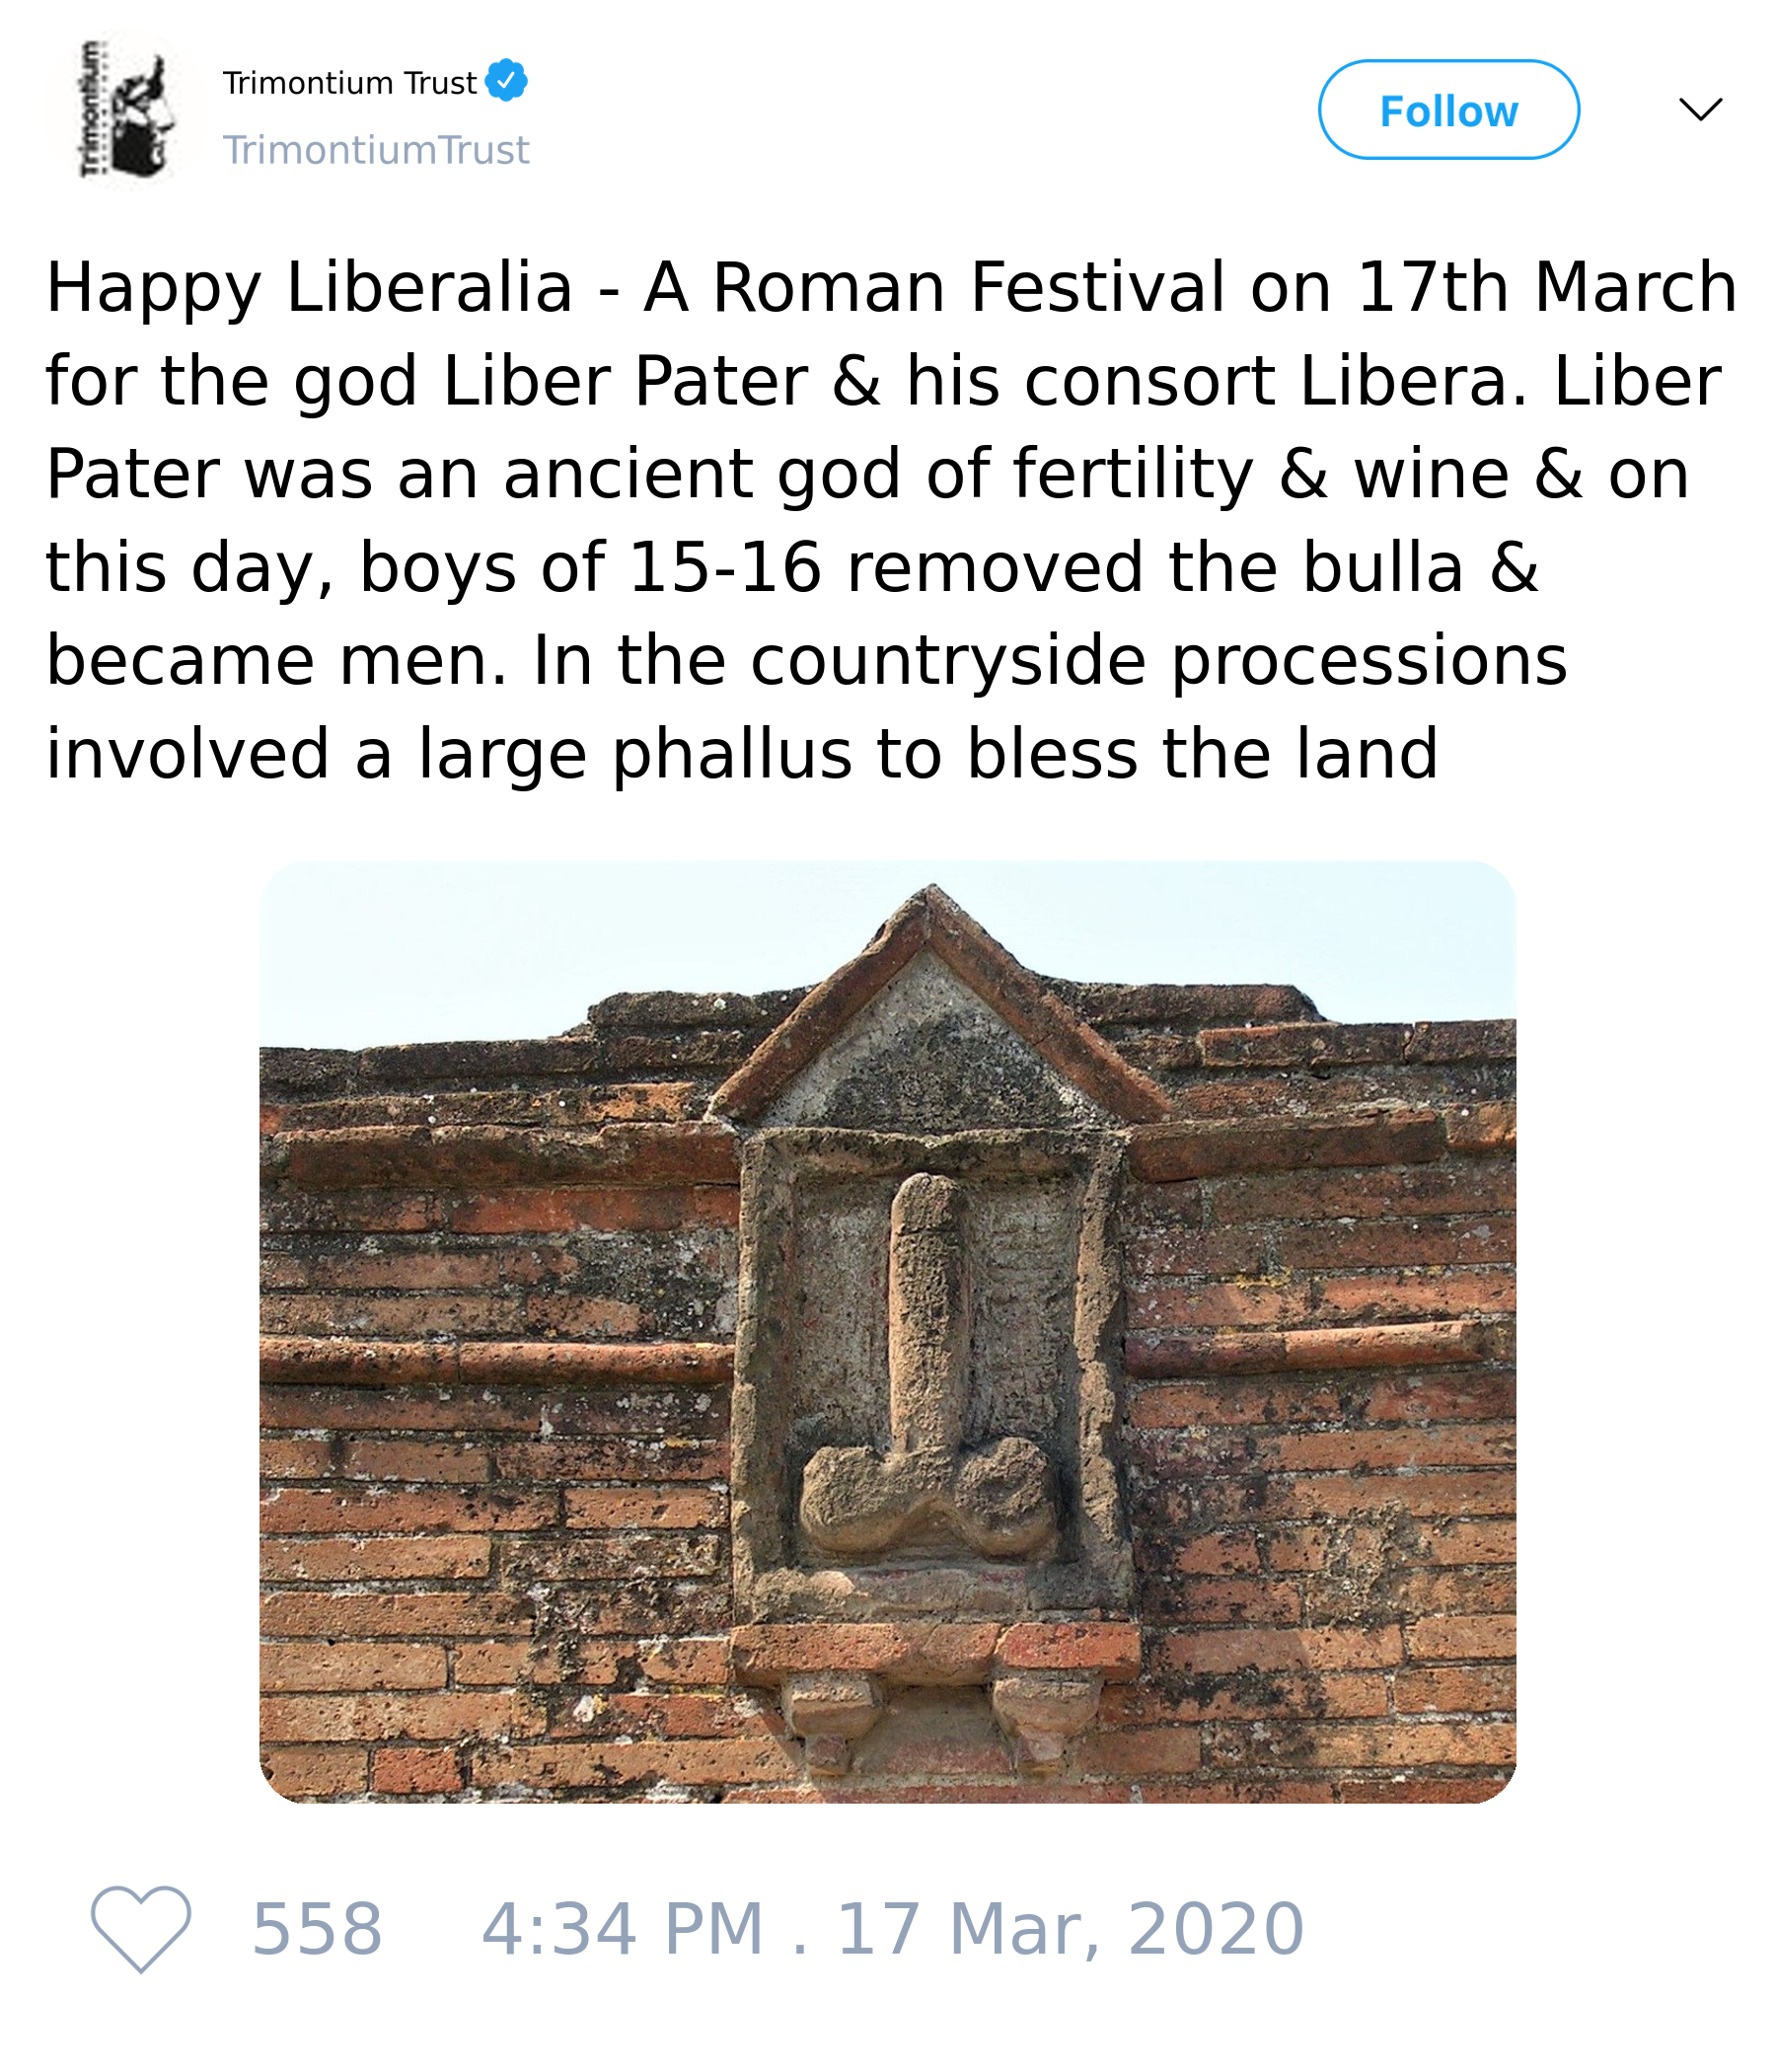 Trimontium
Trimontium Trust
TrimontiumTrust
Follow
Happy Liberalia - A Roman Festival on 17th March
for the god Liber Pater & his consort Libera. Liber
Pater was an ancient god of fertility & wine & on
this day, boys of 15-16 removed the bulla &
became men. In the countryside processions
involved a large phallus to bless the land
558 4:34 PM . 17 Mar, 2020